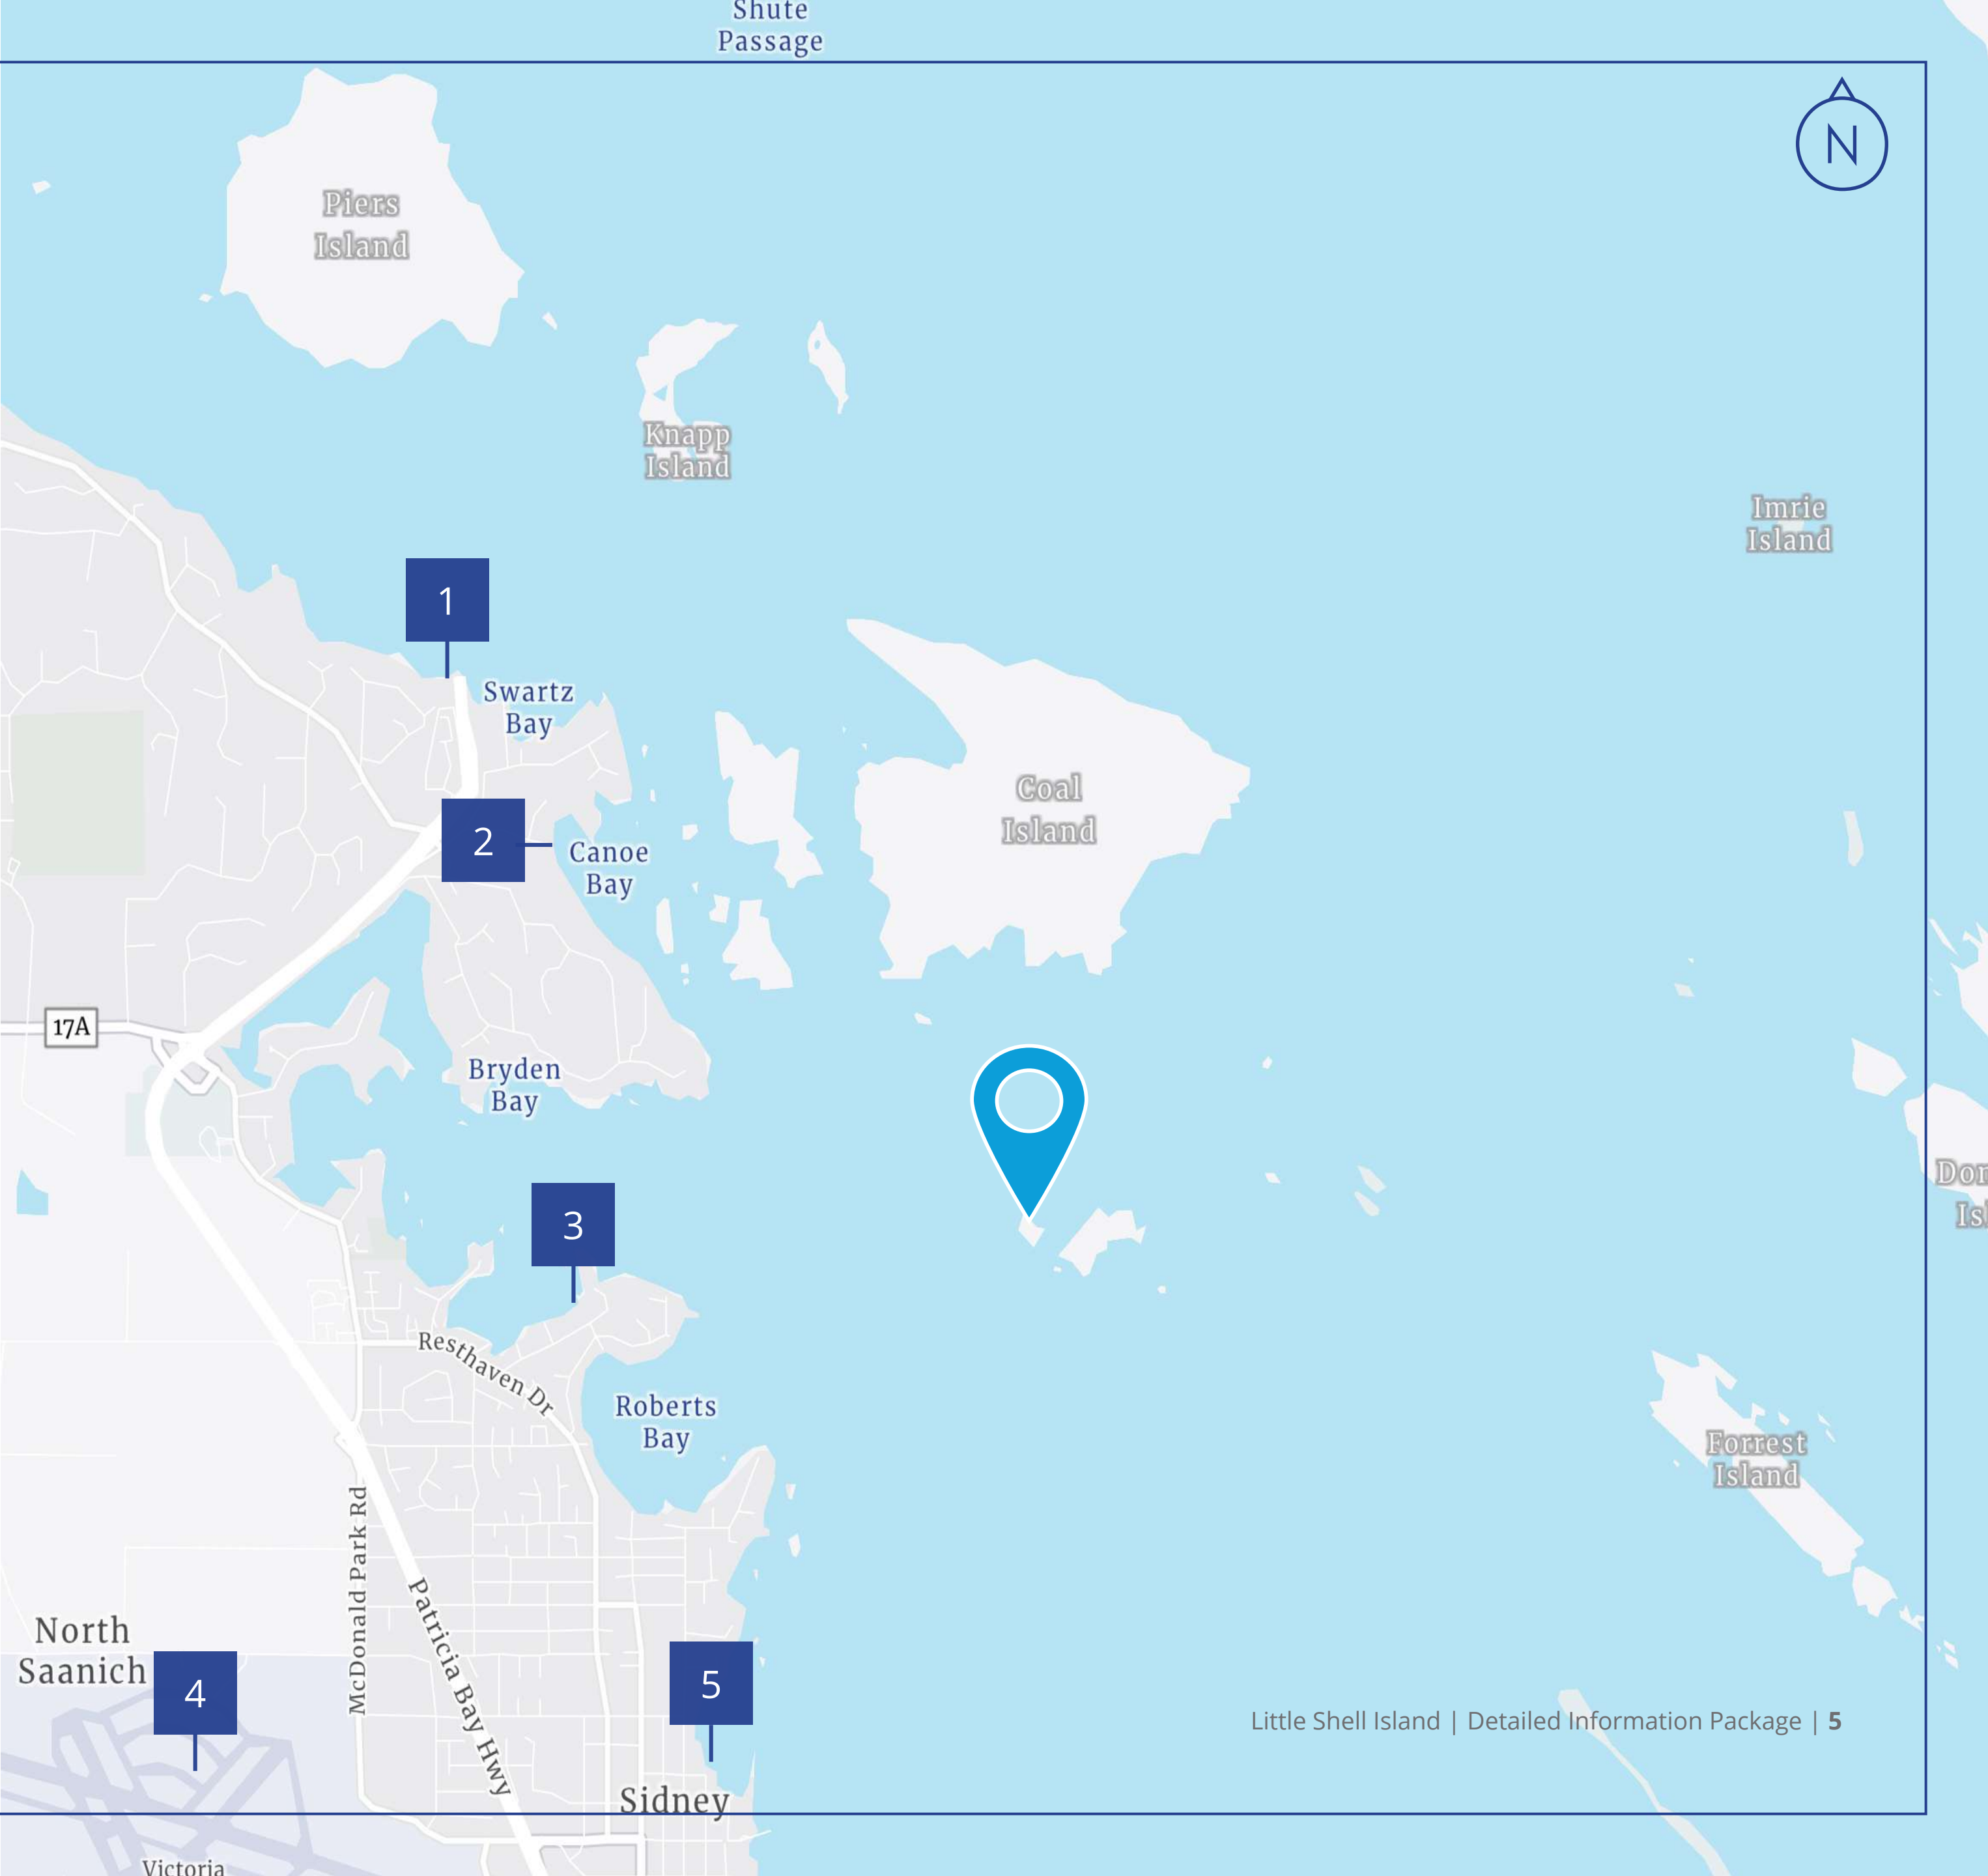 Shute
Passage
N
Piers
Island
Knapp
Island
Imrie
Island
1
Swartz
Bay
Coal
Island
2
Canoe
Bay
17A
Bryden
Bay
Dor
Isl
3
Resthaven Dr
Roberts
Bay
Forrest
Island
McDonald Park Rd
Patricia Bay Hwy
North
Saanich
4
5
Little Shell Island | Detailed Information Package | 5
Sidney
Victoria